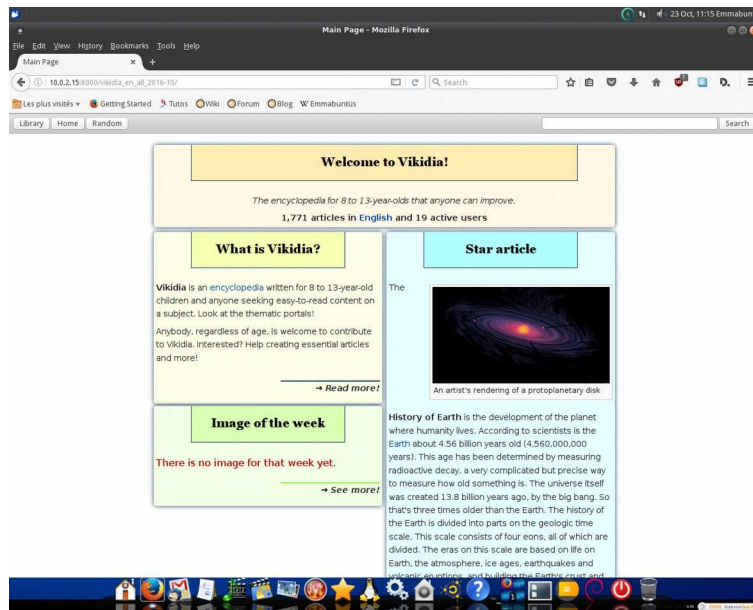 23 Oct, 11:15 Emmabun
Main Page - Mozilla Firefox
File Edit View History Bookmarks Tools Help
Main Page × +
10.0.2.15:8000/vikidia_en_all_2016-10/ Search
Les plus visités Getting Started Tutos Wiki Forum Blog W Emmabuntüs
Library Home Random Search
Welcome to Vikidia!
The encyclopedia for 8 to 13-year-olds that anyone can improve.
1,771 articles in English and 19 active users
What is Vikidia?
Vikidia is an encyclopedia written for 8 to 13-year-old
children and anyone seeking easy-to-read content on
a subject. Look at the thematic portals!
Anybody, regardless of age, is welcome to contribute
to Vikidia. Interested? Help creating essential articles
and more!
→ Read more!
Image of the week
There is no image for that week yet.
→ See more!
Star article
The
An artist's rendering of a protoplanetary disk
History of Earth is the development of the planet
where humanity lives. According to scientists is the
Earth about 4.56 billion years old (4,560,000,000
years). This age has been determined by measuring
radioactive decay, a very complicated but precise way
to measure how old something is. The universe itself
was created 13.8 billion years ago, by the big bang. So
that's three times older than the Earth. The history of
the Earth is divided into parts on the geologic time
scale. This scale consists of four eons, all of which are
divided. The eras on this scale are based on life on
Earth, the atmosphere, ice ages, earthquakes and
volcanic eruptions, and building the Earth's crust and